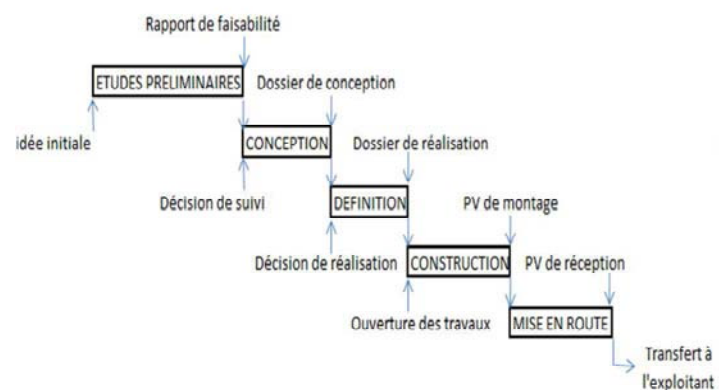 Rapport de faisabilité
ETUDES PRELIMINAIRES
Dossier de conception
idée initiale
CONCEPTION
Dossier de réalisation
Décision de suivi
DEFINITION
PV de montage
Décision de réalisation
CONSTRUCTION
PV de réception
Ouverture des travaux
MISE EN ROUTE
Transfert à
l'exploitant